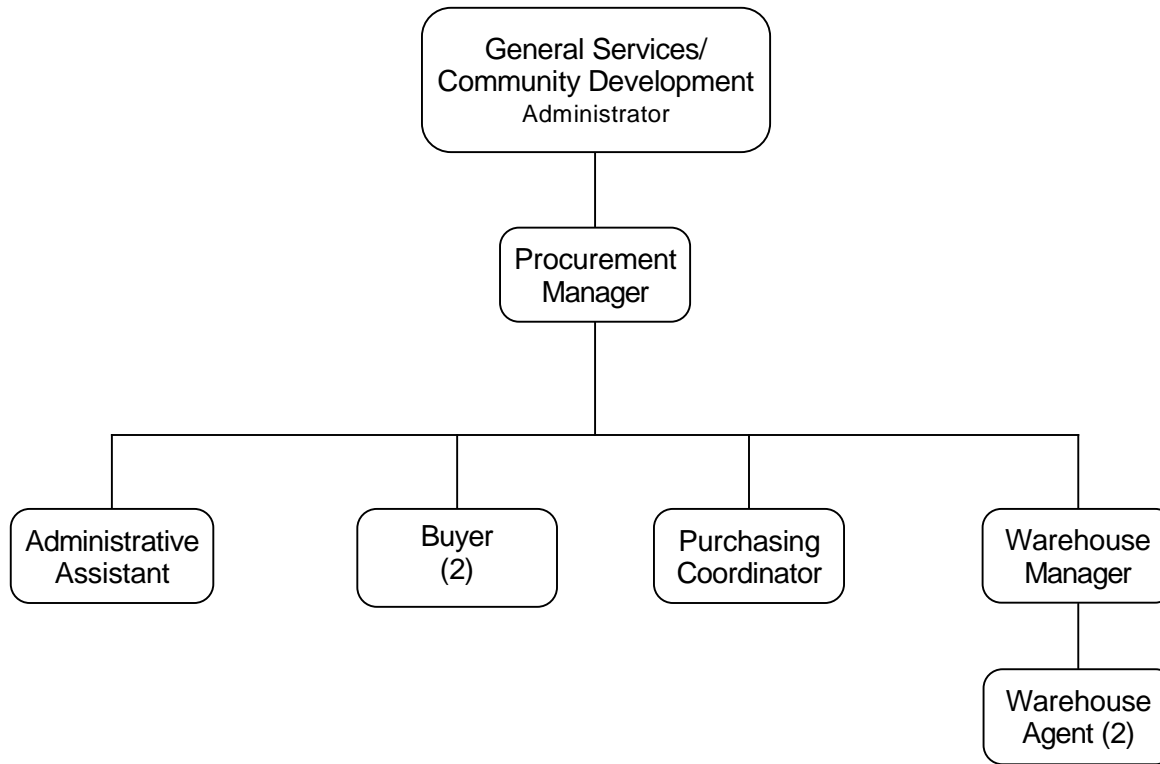 General Services/
Community Development
Administrator
Procurement
Manager
Administrative
Assistant
Buyer
(2)
Purchasing
Coordinator
Warehouse
Manager
Warehouse
Agent (2)